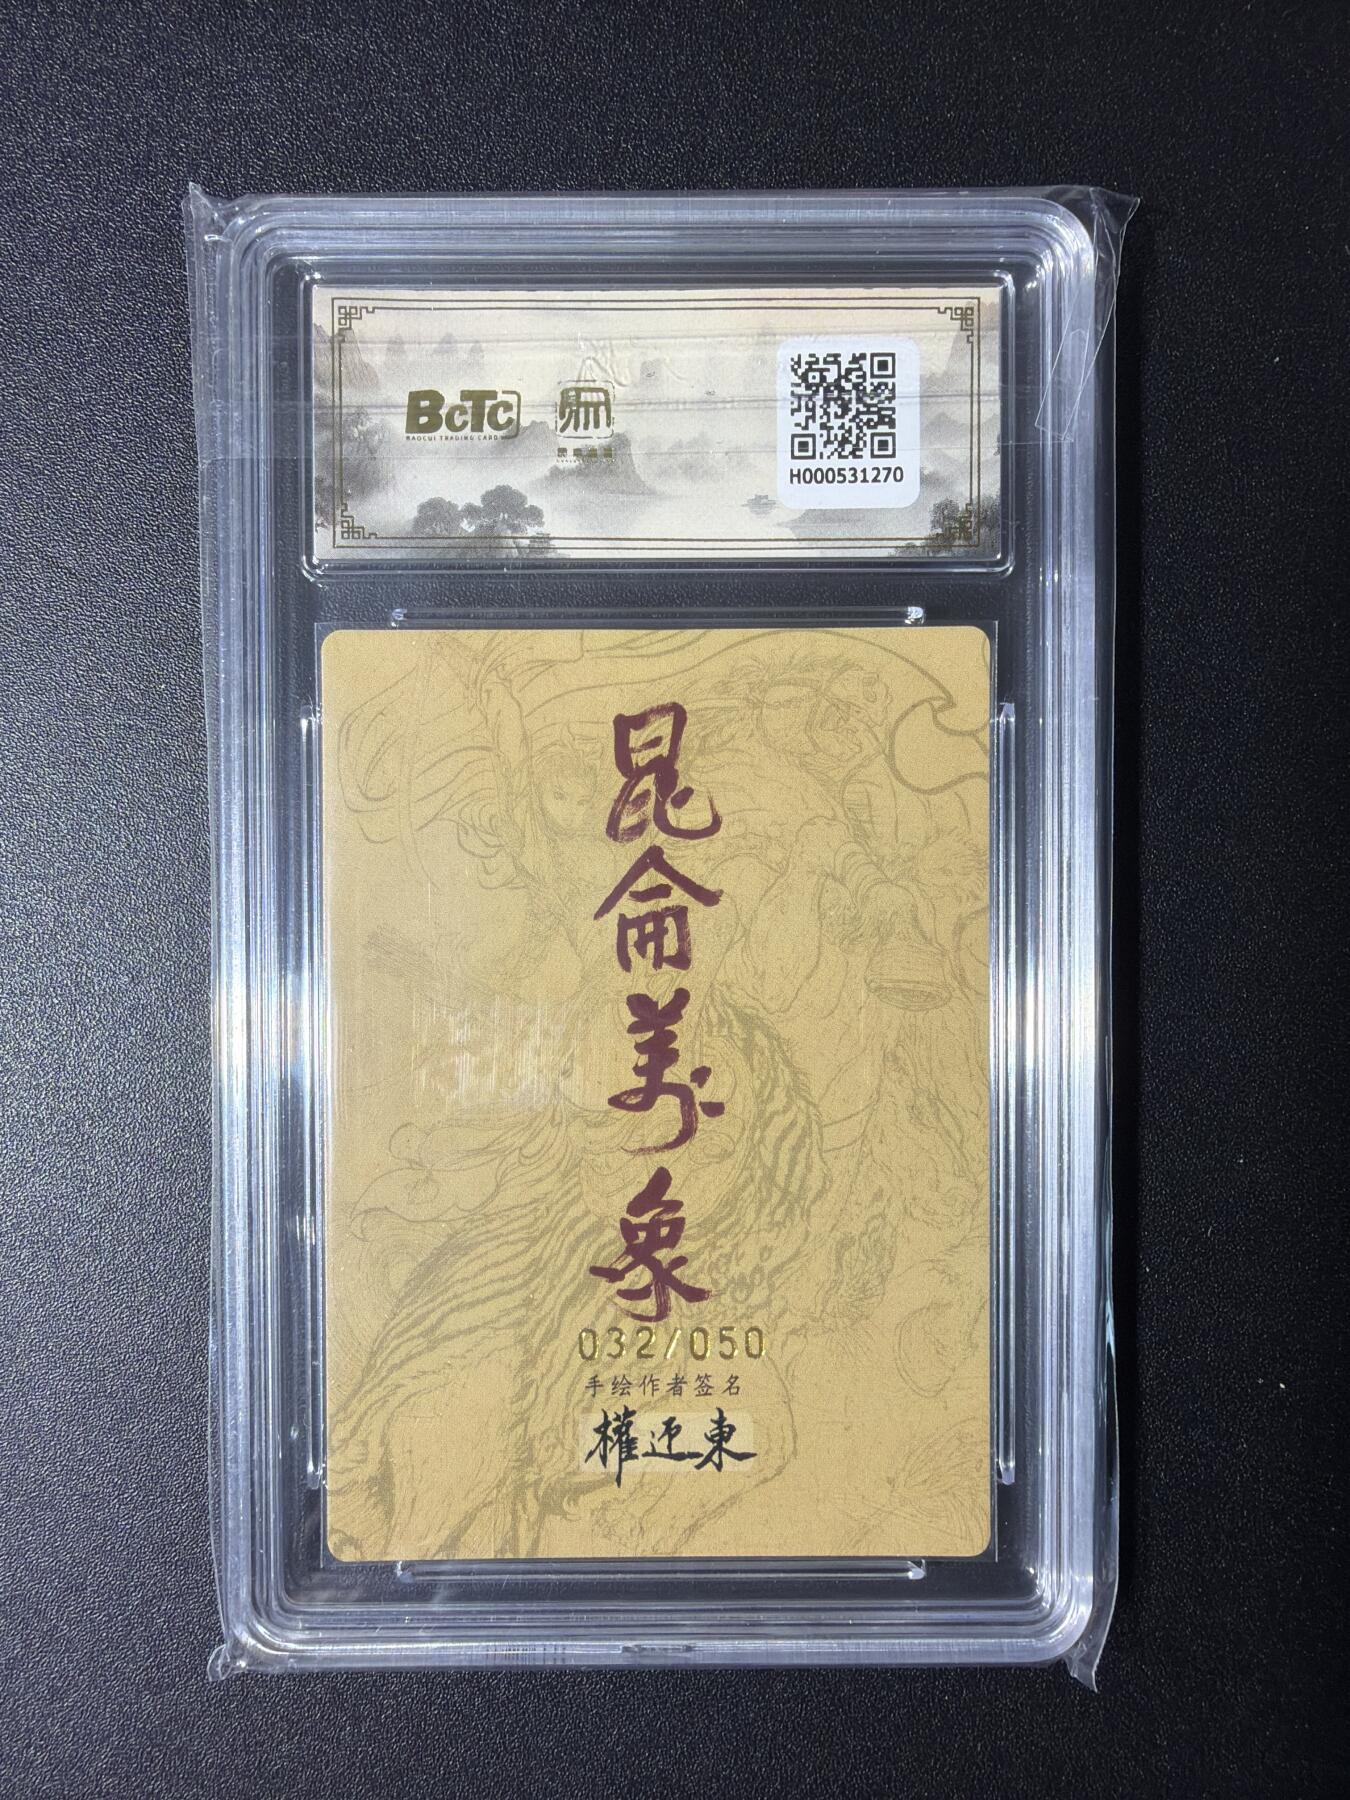 BCTC
BAOCUI TRADING CARD
H000531270
昆
侖
萬
象
032/050
手绘作者签名
權迎東